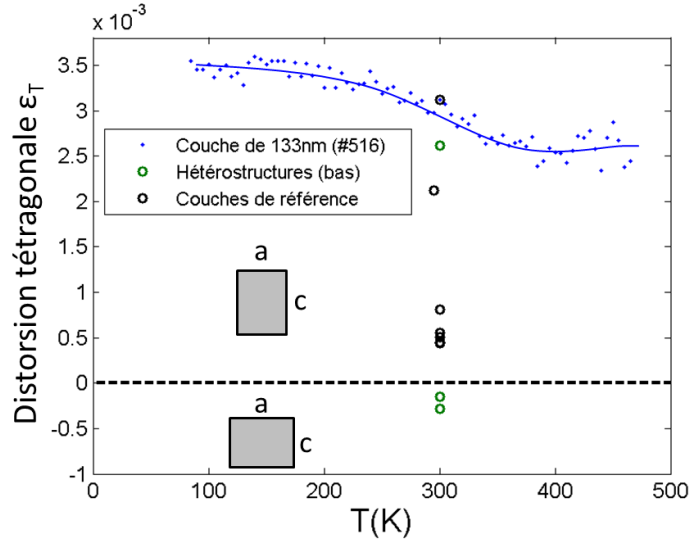 x 10⁻³
Distorsion tétragonale ε_T
3.5
3
2.5
2
1.5
1
0.5
0
-0.5
-1
Couche de 133nm (#516)
Hétérostructures (bas)
Couches de référence
a
c
a
c
0
100
200
300
400
500
T(K)